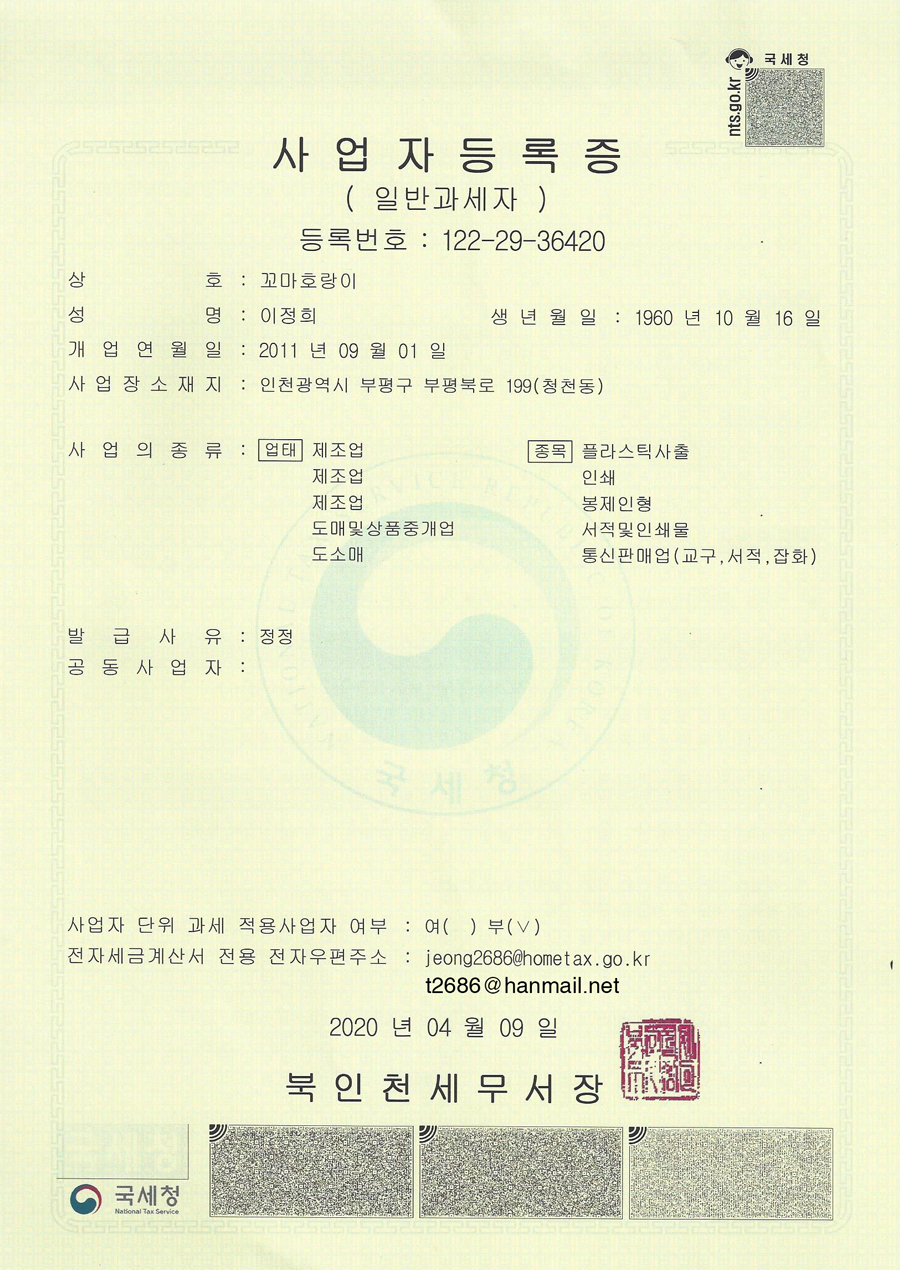 국세청
nts.go.kr
사업자등록증
( 일반과세자 )
등록번호 : 122-29-36420
상 호 : 꼬마호랑이
성 명 : 이정희 생 년 월 일 : 1960 년 10 월 16 일
개 업 연 월 일 : 2011 년 09 월 01 일
사 업 장 소 재 지 : 인천광역시 부평구 부평북로 199(청천동)
사 업 의 종 류 : 업태 제조업 종목 플라스틱사출
제조업 인쇄
제조업 봉제인형
도매및상품중개업 서적및인쇄물
도소매 통신판매업(교구,서적,잡화)
발 급 사 유 : 정정
공 동 사 업 자 :
국세청
사업자 단위 과세 적용사업자 여부 : 여( ) 부(∨)
전자세금계산서 전용 전자우편주소 : jeong2686@hometax.go.kr
t2686@hanmail.net
2020 년 04 월 09 일
북인천세무서장
국세청
National Tax Service